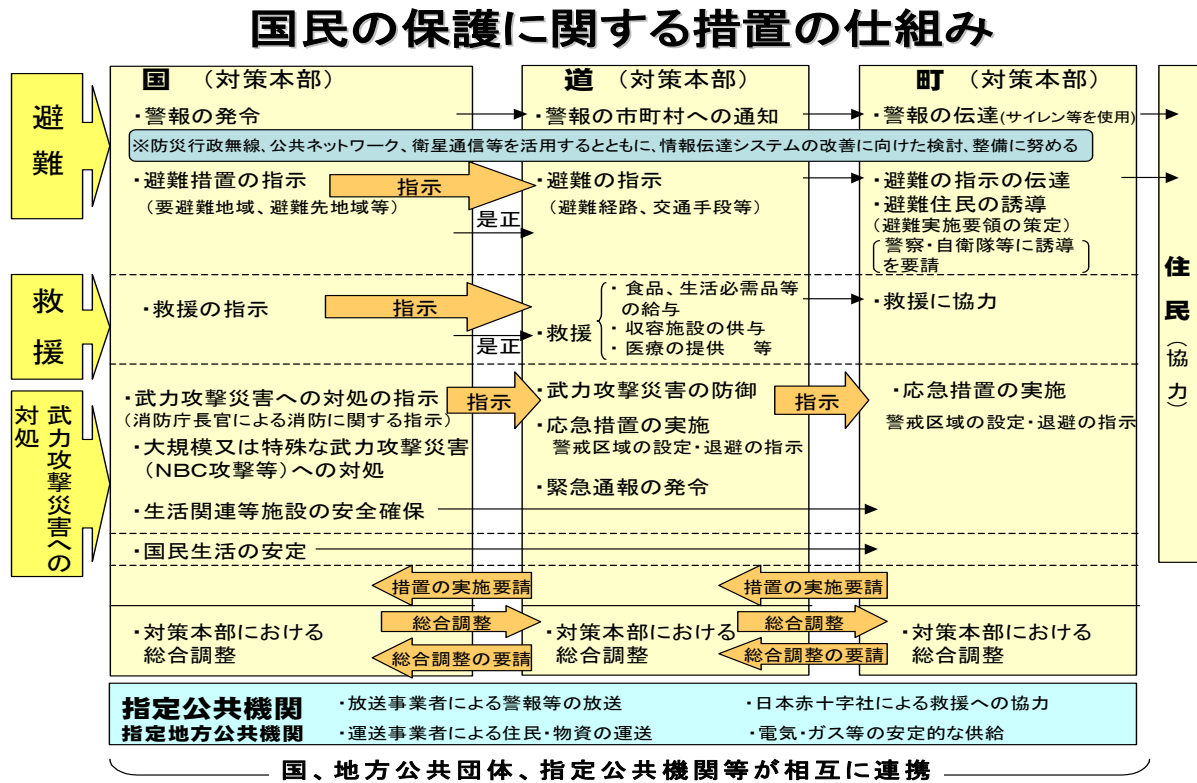 国民の保護に関する措置の仕組み
避難
国 (対策本部)
道 (対策本部)
町 (対策本部)
・警報の発令
・警報の市町村への通知
・警報の伝達(サイレン等を使用)
※防災行政無線、公共ネットワーク、衛星通信等を活用するとともに、情報伝達システムの改善に向けた検討、整備に努める
・避難措置の指示
(要避難地域、避難先地域等)
指示
是正
・避難の指示
(避難経路、交通手段等)
・避難の指示の伝達
・避難住民の誘導
(避難実施要領の策定)
警察・自衛隊等に誘導
を要請
住民(協力)
救援
・救援の指示
指示
是正
・救援
・食品、生活必需品等
の給与
・収容施設の供与
・医療の提供 等
・救援に協力
武力攻撃災害への
対処
・武力攻撃災害への対処の指示
(消防庁長官による消防に関する指示)
・大規模又は特殊な武力攻撃災害
(NBC攻撃等)への対処
指示
・武力攻撃災害の防御
・応急措置の実施
警戒区域の設定・退避の指示
・緊急通報の発令
指示
・応急措置の実施
警戒区域の設定・退避の指示
・生活関連等施設の安全確保
・国民生活の安定
措置の実施要請
措置の実施要請
・対策本部における
総合調整
総合調整
総合調整の要請
・対策本部における
総合調整
総合調整
総合調整の要請
・対策本部における
総合調整
指定公共機関
指定地方公共機関
・放送事業者による警報等の放送
・日本赤十字社による救援への協力
・運送事業者による住民・物資の運送
・電気・ガス等の安定的な供給
国、地方公共団体、指定公共機関等が相互に連携